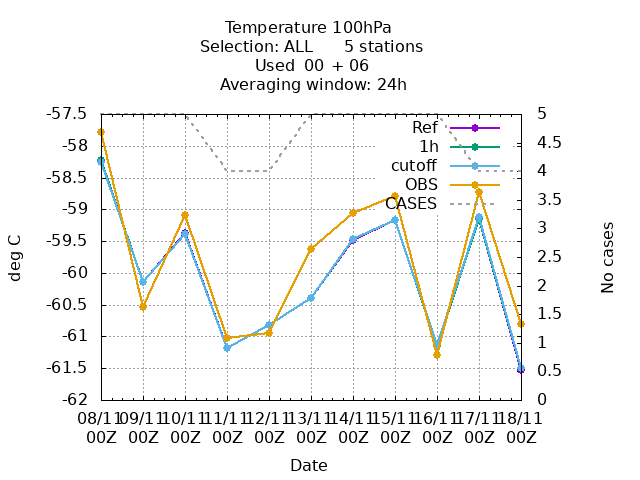 Temperature 100hPa
Selection: ALL 5 stations
Used 00 + 06
Averaging window: 24h
-57.5
-58
-58.5
-59
-59.5
-60
-60.5
-61
-61.5
-62
deg C
5
4.5
4
3.5
3
2.5
2
1.5
1
0.5
0
No cases
Ref
1h
cutoff
OBS
CASES
08/11 09/11 10/11 11/11 12/11 13/11 14/11 15/11 16/11 17/11 18/11
00Z 00Z 00Z 00Z 00Z 00Z 00Z 00Z 00Z 00Z 00Z
Date